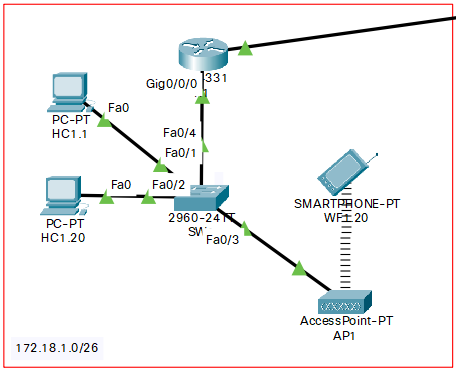 331
Gig0/0/0
.1
Fa0
PC-PT
HC1.1
Fa0/4
Fa0/1
Fa0
Fa0/2
PC-PT
HC1.20
2960-24TT
SW
Fa0/3
SMARTPHONE-PT
WF1.20
AccessPoint-PT
AP1
172.18.1.0/26